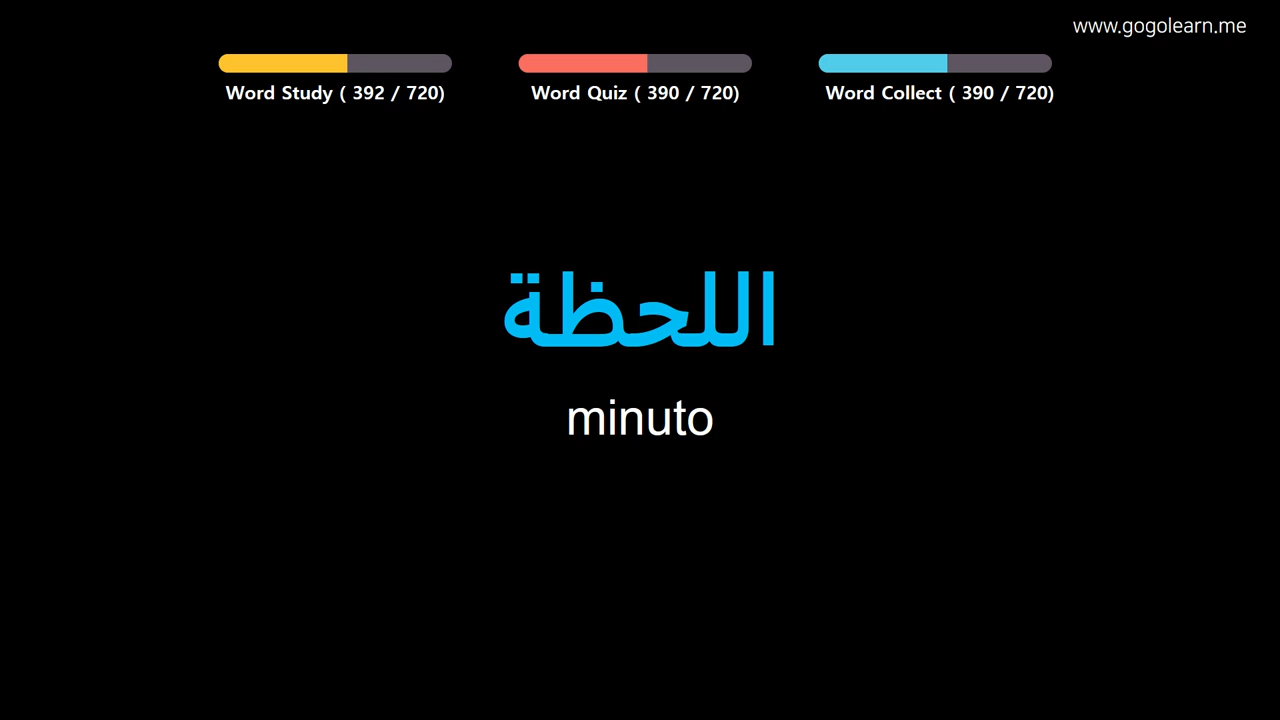 www.gogolearn.me
Word Study ( 392 / 720)
Word Quiz ( 390 / 720)
Word Collect ( 390 / 720)
اللحظة
minuto